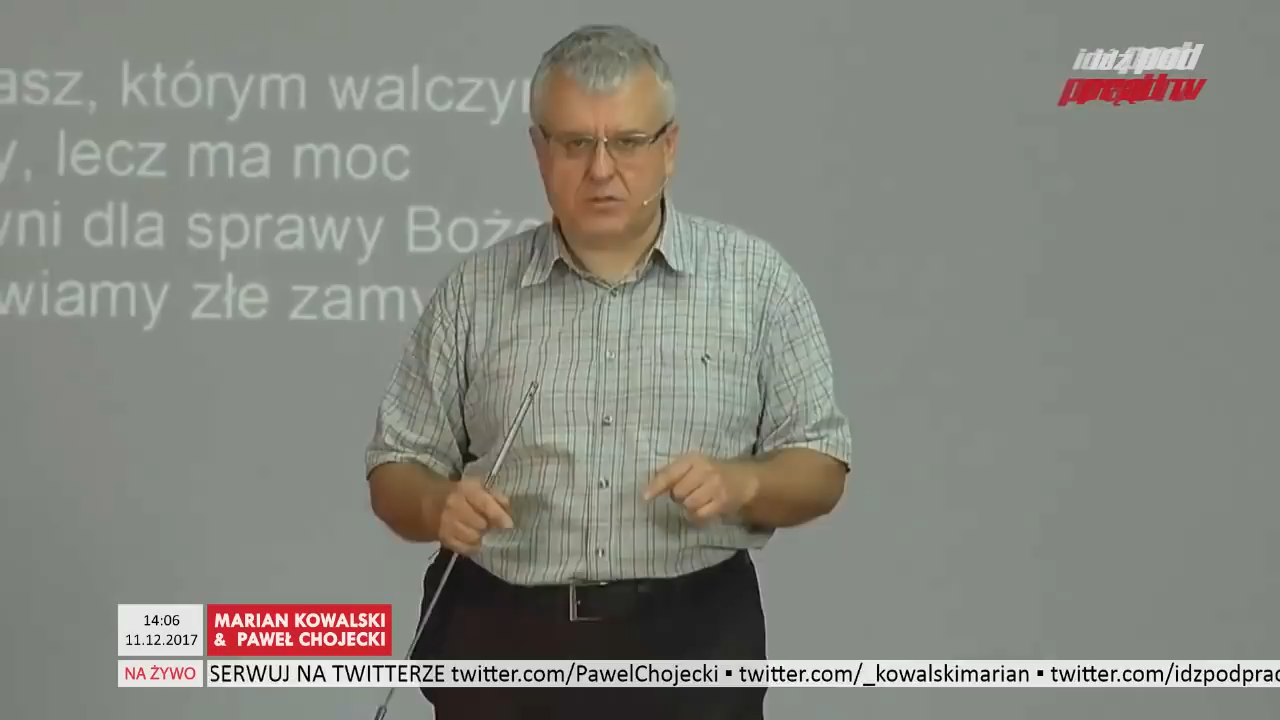 asz, którym walczym
y, lecz ma moc
wni dla sprawy Boże
wiamy złe zamy
idź pod
prąd tv
14:06
11.12.2017
MARIAN KOWALSKI
& PAWEŁ CHOJECKI
NA ŻYWO
SERWUJ NA TWITTERZE twitter.com/PawelChojecki ▪ twitter.com/_kowalskimarian ▪ twitter.com/idzpodprad